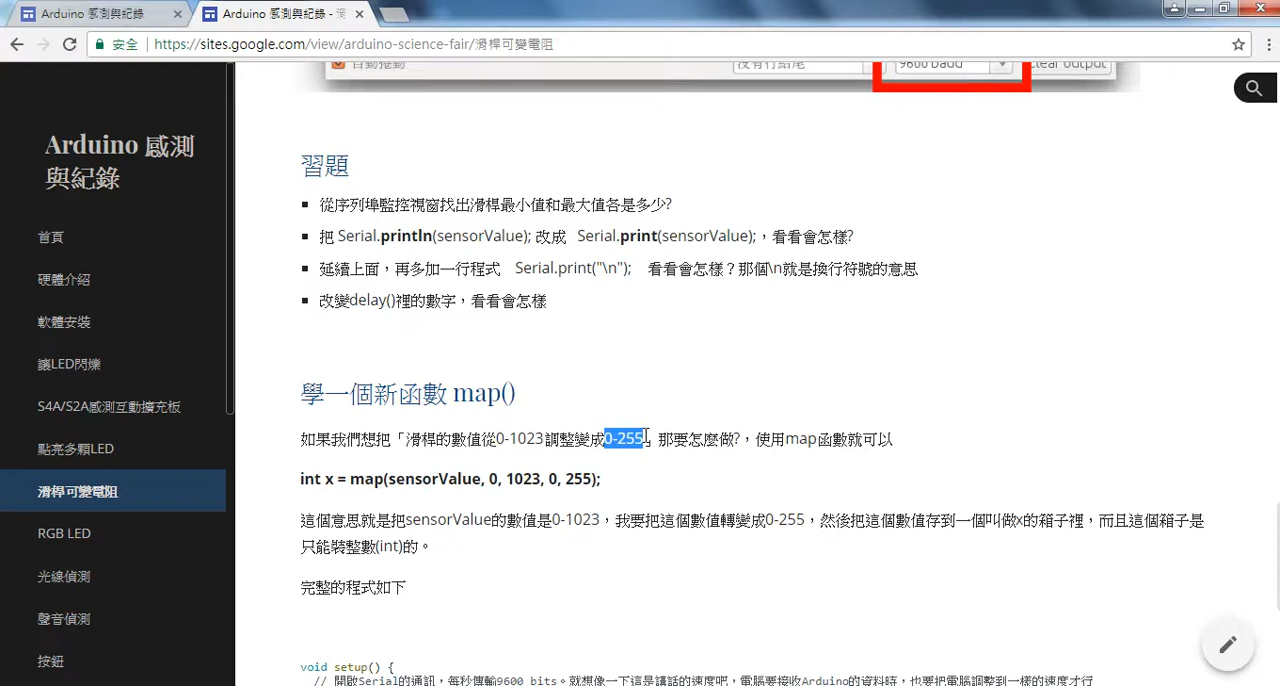 Arduino 感測與紀錄
Arduino 感測與紀錄 - 滑
安全
https://sites.google.com/view/arduino-science-fair/滑桿可變電阻
自動捲動
沒有行結尾
9600 baud
clear output
Arduino 感測
與紀錄
首頁
硬體介紹
軟體安裝
讓LED閃爍
S4A/S2A感測互動擴充板
點亮多顆LED
滑桿可變電阻
RGB LED
光線偵測
聲音偵測
按鈕
習題
從序列埠監控視窗找出滑桿最小值和最大值各是多少?
把 Serial.println(sensorValue); 改成 Serial.print(sensorValue);，看看會怎樣?
延續上面，再多加一行程式 Serial.print("\n"); 看看會怎樣？那個\n就是換行符號的意思
改變delay()裡的數字，看看會怎樣
學一個新函數 map()
如果我們想把「滑桿的數值從0-1023調整變成0-255」那要怎麼做?，使用map函數就可以
int x = map(sensorValue, 0, 1023, 0, 255);
這個意思就是把sensorValue的數值是0-1023，我要把這個數值轉變成0-255，然後把這個數值存到一個叫做x的箱子裡，而且這個箱子是
只能裝整數(int)的。
完整的程式如下
void setup() {
// 開啟Serial的通訊，每秒傳輸9600 bits。就想像一下這是講話的速度吧，電腦要接收Arduino的資料時，也要把電腦調整到一樣的速度才行